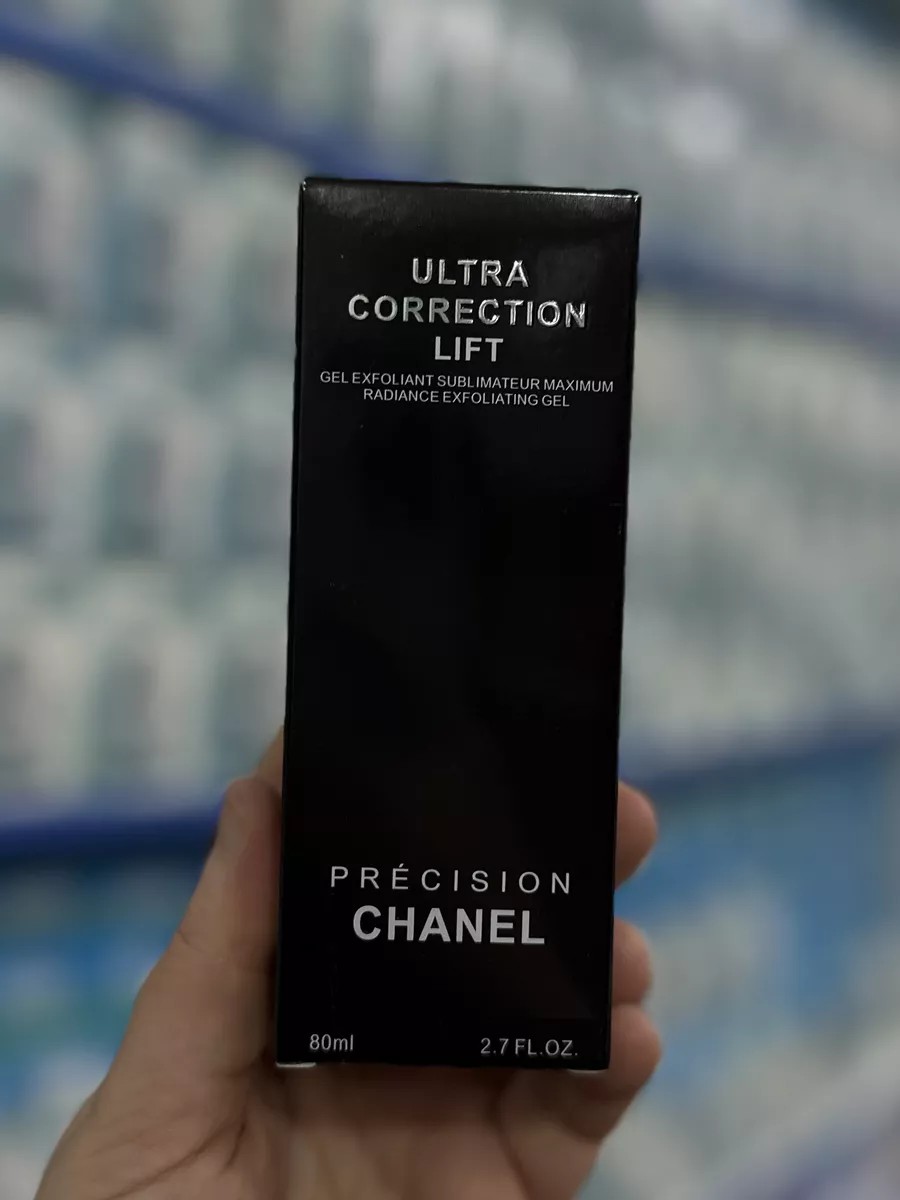 ULTRA
CORRECTION
LIFT
GEL EXFOLIANT SUBLIMATEUR MAXIMUM
RADIANCE EXFOLIATING GEL
PRÉCISION
CHANEL
80ml 2.7 FL.OZ.